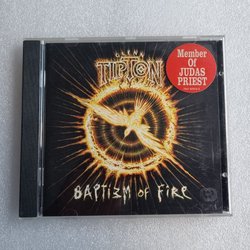 GLENN
TIPTON
Member
Of
JUDAS
PRIEST
BAPTIZM OF FIRE